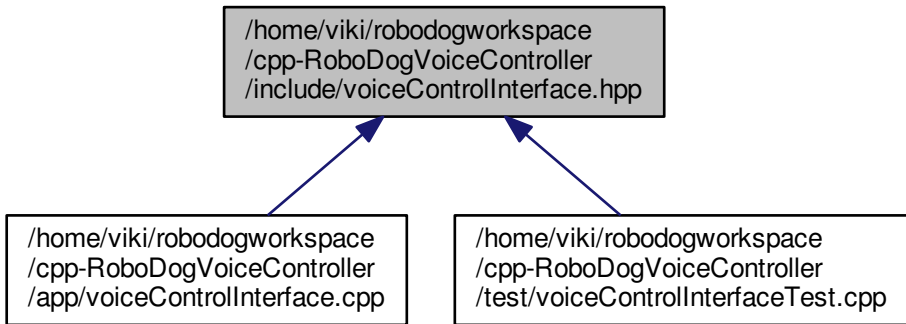 /home/viki/robodogworkspace
/cpp-RoboDogVoiceController
/include/voiceControlInterface.hpp
/home/viki/robodogworkspace
/cpp-RoboDogVoiceController
/app/voiceControlInterface.cpp
/home/viki/robodogworkspace
/cpp-RoboDogVoiceController
/test/voiceControlInterfaceTest.cpp